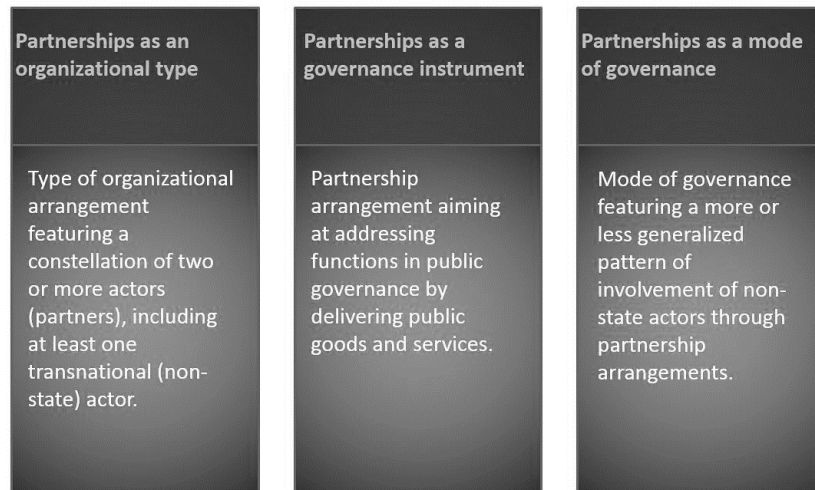 Partnerships as an
organizational type
Type of organizational
arrangement
featuring a
constellation of two
or more actors
(partners), including
at least one
transnational (non-
state) actor.
Partnerships as a
governance instrument
Partnership
arrangement aiming
at addressing
functions in public
governance by
delivering public
goods and services.
Partnerships as a mode
of governance
Mode of governance
featuring a more or
less generalized
pattern of
involvement of non-
state actors through
partnership
arrangements.